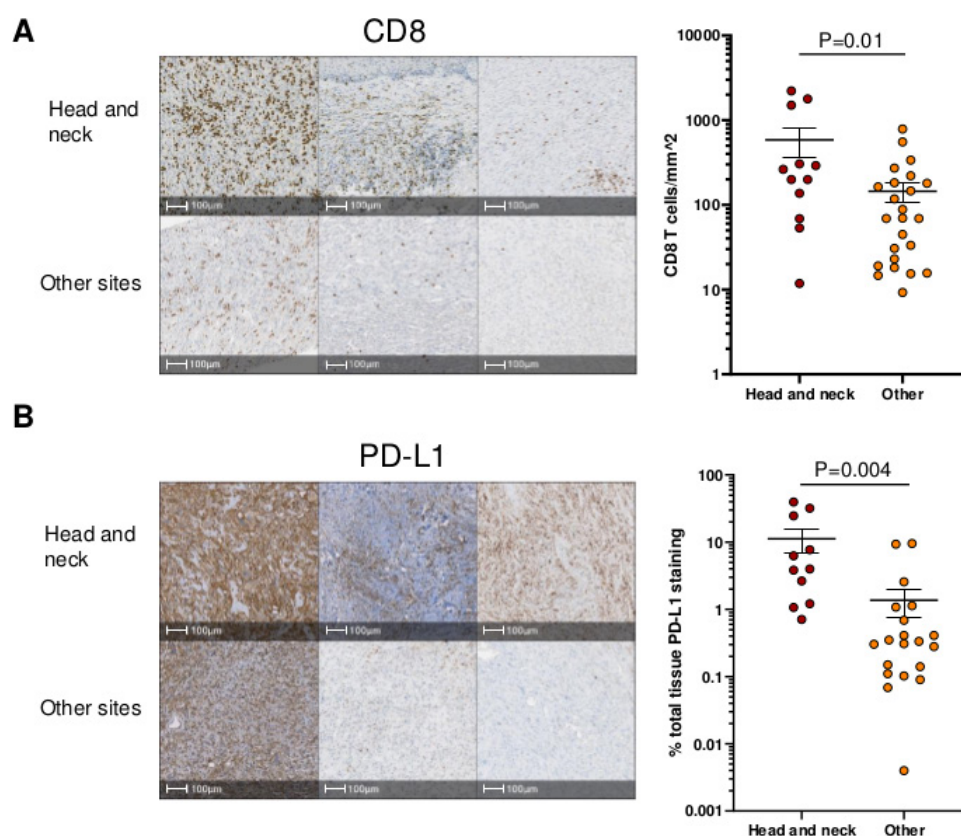 A
CD8
Head and
neck
100µm
100µm
100µm
Other sites
100µm
100µm
100µm
P=0.01
10000
1000
100
10
1
CD8 T cells/mm^2
Head and neck
Other
B
PD-L1
Head and
neck
100µm
100µm
100µm
Other sites
100µm
100µm
100µm
P=0.004
100
10
1
0.1
0.01
0.001
% total tissue PD-L1 staining
Head and neck
Other